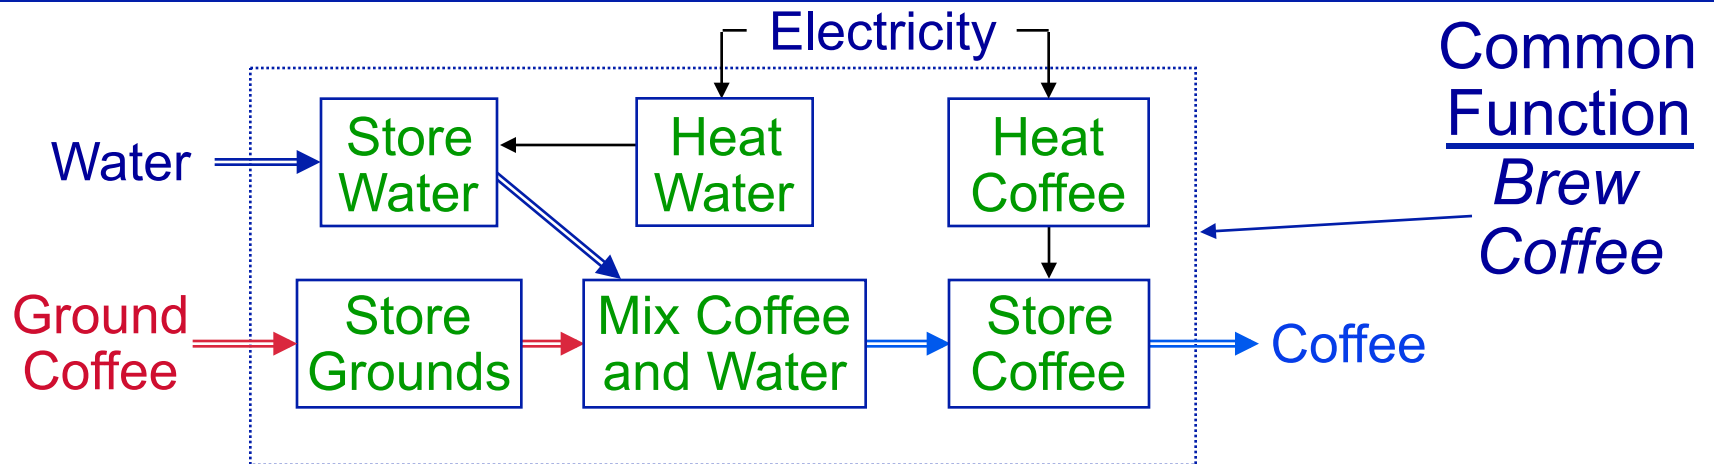 Electricity
Common
Function
Brew
Coffee
Water
Store
Water
Heat
Water
Heat
Coffee
Ground
Coffee
Store
Grounds
Mix Coffee
and Water
Store
Coffee
Coffee